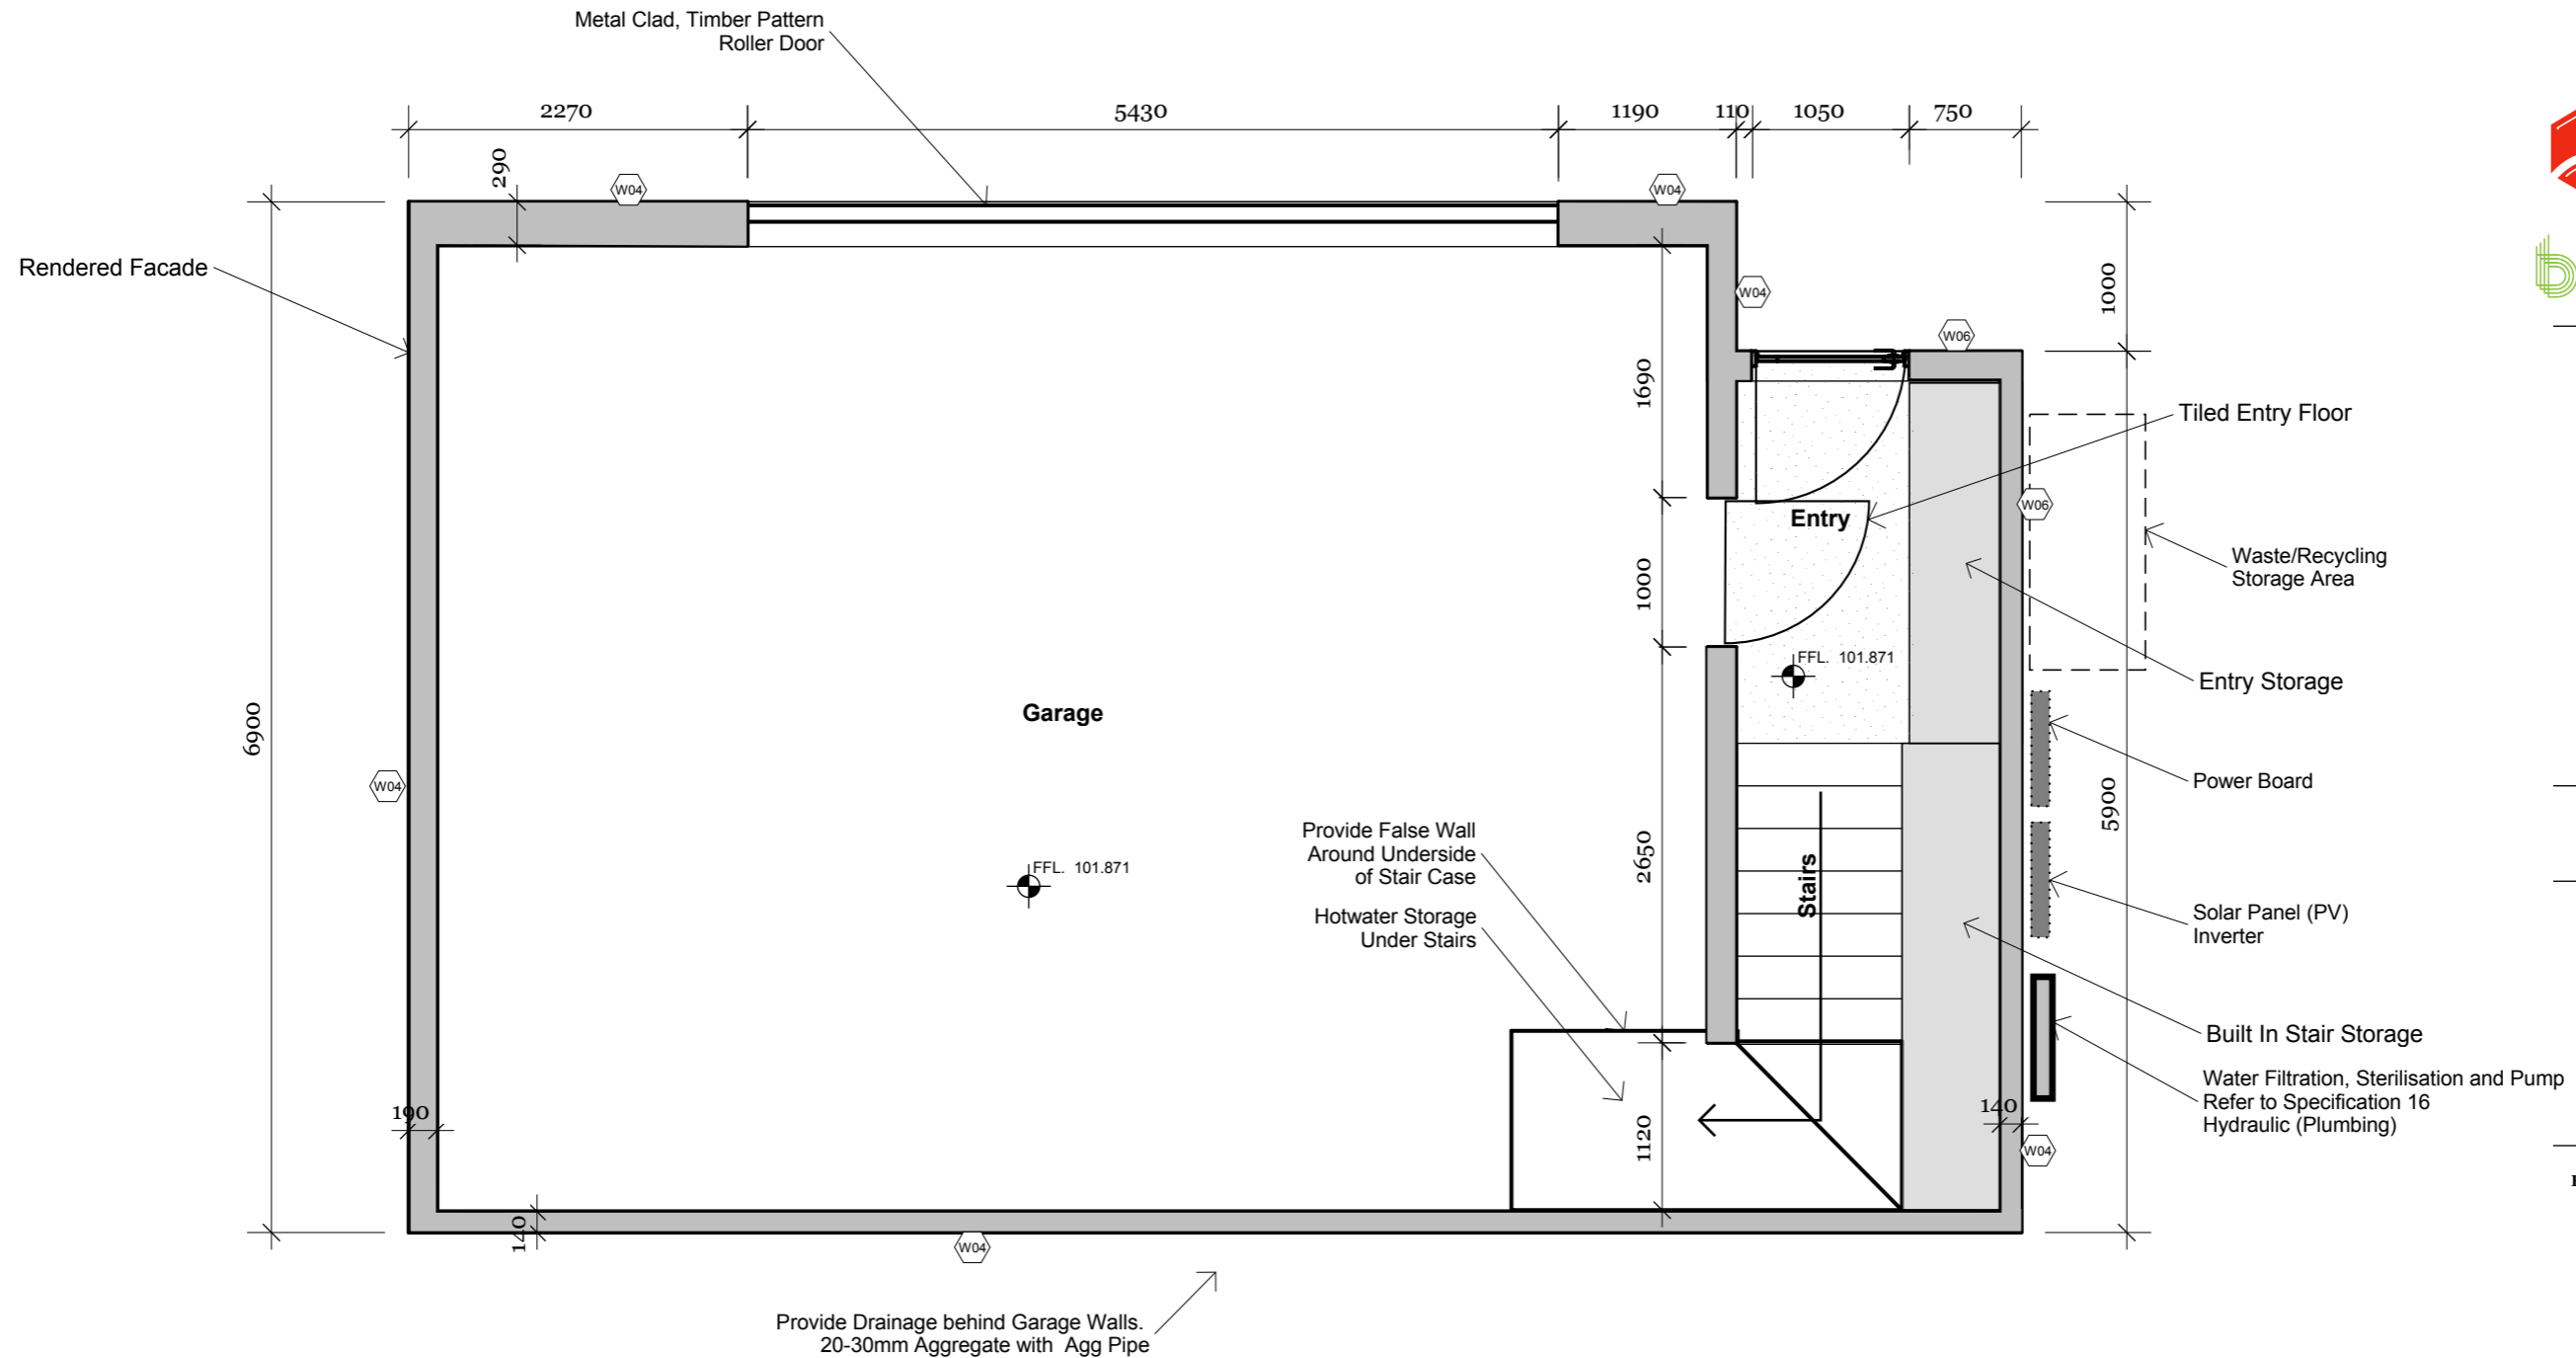 Metal Clad, Timber Pattern
Roller Door
2270
5430
1190
110
1050
750
290
W04
W04
Rendered Facade
W04
1000
W06
1690
Tiled Entry Floor
W06
Entry
Waste/Recycling
Storage Area
1000
FFL. 101.871
Entry Storage
Garage
6900
W04
Power Board
5900
Provide False Wall
Around Underside
of Stair Case
2650
Stairs
FFL. 101.871
Hotwater Storage
Under Stairs
Solar Panel (PV)
Inverter
Built In Stair Storage
Water Filtration, Sterilisation and Pump
Refer to Specification 16
Hydraulic (Plumbing)
190
1120
140
W04
140
W04
Provide Drainage behind Garage Walls.
20-30mm Aggregate with Agg Pipe